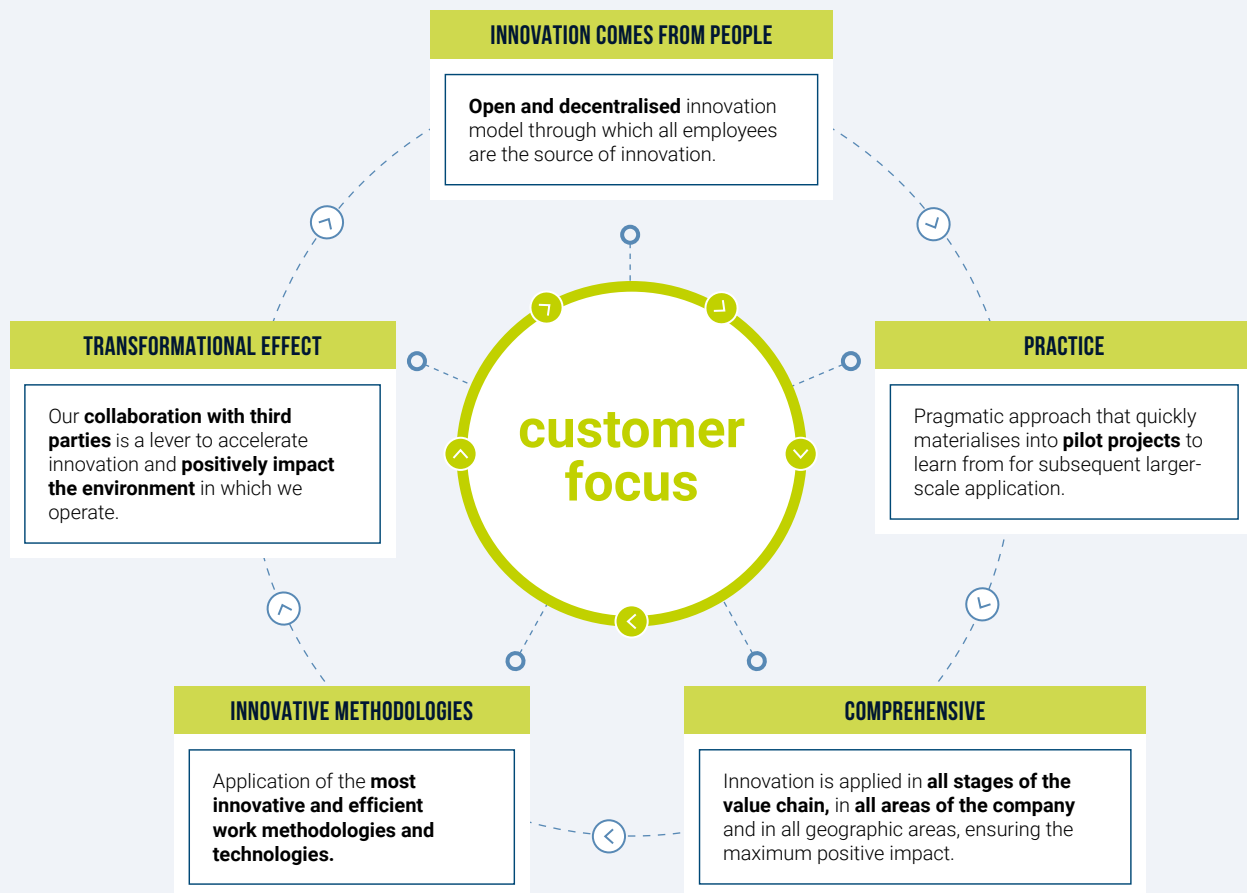 INNOVATION COMES FROM PEOPLE
Open and decentralised innovation
model through which all employees
are the source of innovation.
TRANSFORMATIONAL EFFECT
Our collaboration with third
parties is a lever to accelerate
innovation and positively impact
the environment in which we
operate.
customer
focus
PRACTICE
Pragmatic approach that quickly
materialises into pilot projects to
learn from for subsequent larger-
scale application.
INNOVATIVE METHODOLOGIES
Application of the most
innovative and efficient
work methodologies and
technologies.
COMPREHENSIVE
Innovation is applied in all stages of the
value chain, in all areas of the company
and in all geographic areas, ensuring the
maximum positive impact.